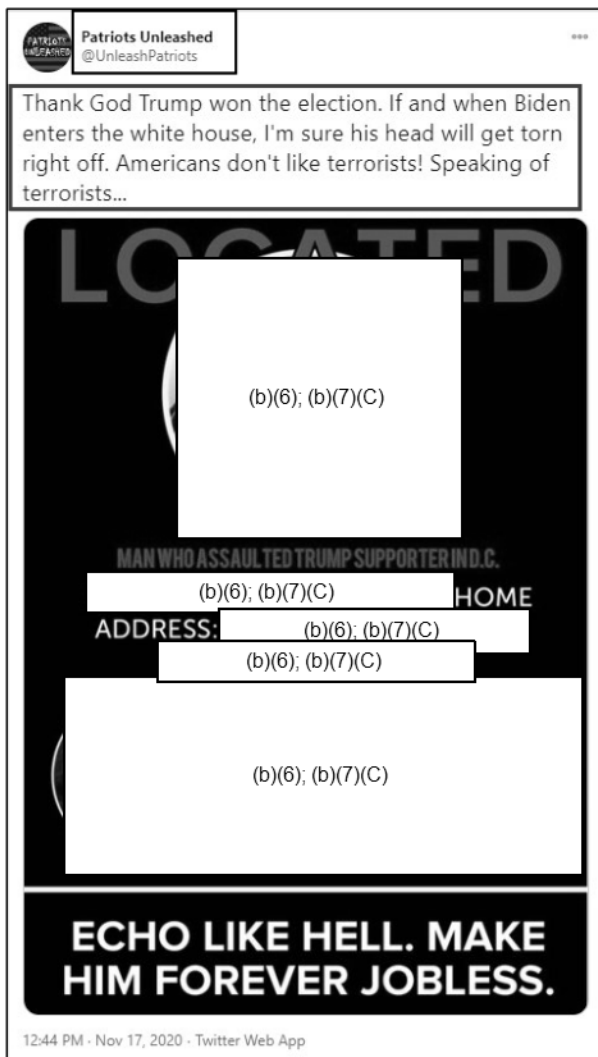 PATRIOTS
UNLEASHED
Patriots Unleashed
@UnleashPatriots
Thank God Trump won the election. If and when Biden
enters the white house, I'm sure his head will get torn
right off. Americans don't like terrorists! Speaking of
terrorists...
LOCATED
(b)(6); (b)(7)(C)
MAN WHO ASSAULTED TRUMP SUPPORTER IN D.C.
(b)(6); (b)(7)(C) HOME
ADDRESS: (b)(6); (b)(7)(C)
(b)(6); (b)(7)(C)
(b)(6); (b)(7)(C)
ECHO LIKE HELL. MAKE
HIM FOREVER JOBLESS.
12:44 PM · Nov 17, 2020 · Twitter Web App